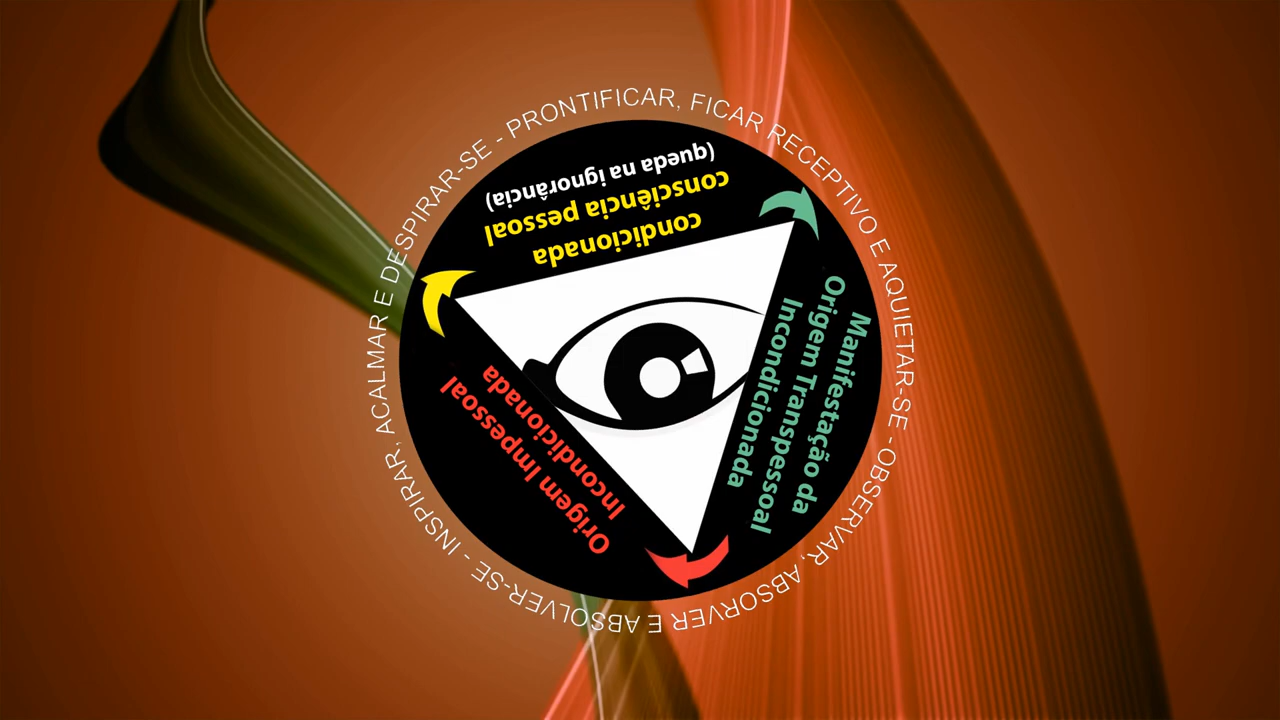 PRONTIFICAR, FICAR RECEPTIVO E AQUIETAR-SE - OBSERVAR, ABSORVER E ABSOLVER-SE - INSPIRAR, ACALMAR E DESPIRAR-SE -
condicionada
consciência pessoal
(queda na ignorância)
Manifestação da
Origem Transpessoal
Incondicionada
Origem Impessoal
Incondicionada